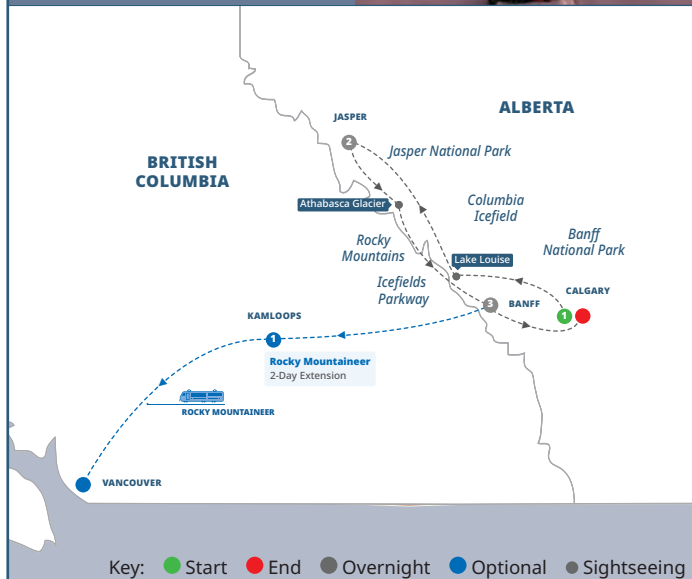 ALBERTA
JASPER
2
Jasper National Park
BRITISH
COLUMBIA
Athabasca Glacier
Columbia
Icefield
Rocky
Mountains
Banff
National Park
Lake Louise
Icefields
Parkway
CALGARY
3
BANFF
1
KAMLOOPS
1
Rocky Mountaineer
2-Day Extension
ROCKY MOUNTAINEER
VANCOUVER
Key: Start End Overnight Optional Sightseeing